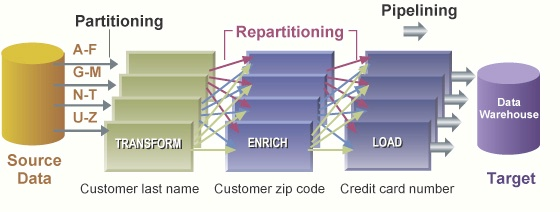 Pipelining
Partitioning
Repartitioning
A-F
G-M
N-T
U-Z
Data
Warehouse
TRANSFORM
ENRICH
LOAD
Source
Data
Target
Customer last name
Customer zip code
Credit card number